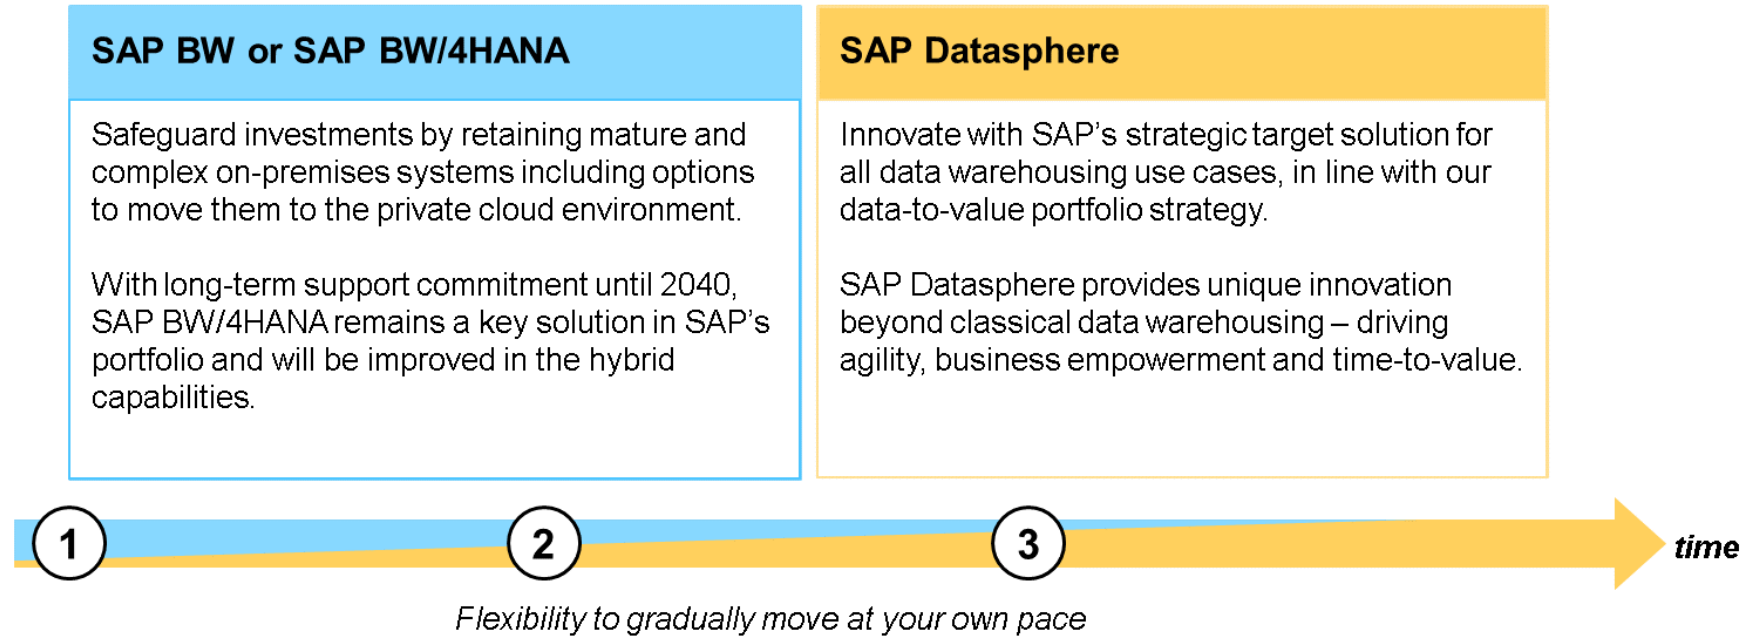 SAP BW or SAP BW/4HANA
Safeguard investments by retaining mature and
complex on-premises systems including options
to move them to the private cloud environment.
With long-term support commitment until 2040,
SAP BW/4HANA remains a key solution in SAP's
portfolio and will be improved in the hybrid
capabilities.
SAP Datasphere
Innovate with SAP's strategic target solution for
all data warehousing use cases, in line with our
data-to-value portfolio strategy.
SAP Datasphere provides unique innovation
beyond classical data warehousing – driving
agility, business empowerment and time-to-value.
1
2
3
time
Flexibility to gradually move at your own pace